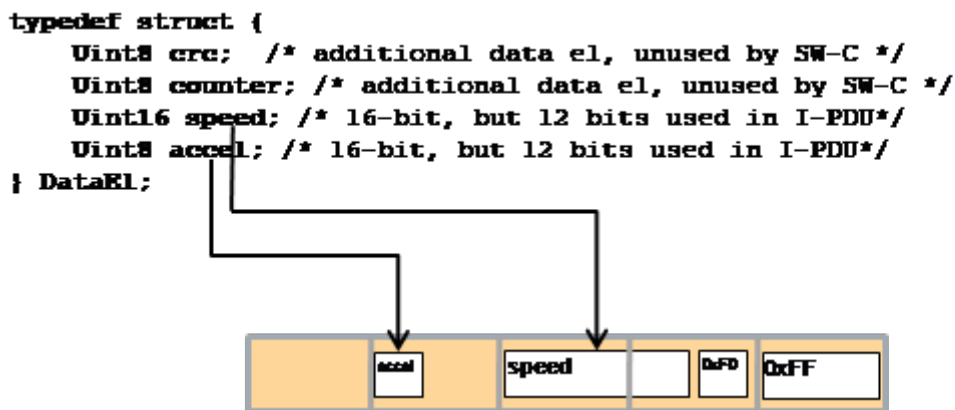 typedef struct {
Uint8 crc; /* additional data el, unused by SW-C */
Uint8 counter; /* additional data el, unused by SW-C */
Uint16 speed; /* 16-bit, but 12 bits used in I-PDU*/
Uint8 accel; /* 16-bit, but 12 bits used in I-PDU*/
} DataEl;
accel speed 0xF0 0xFF